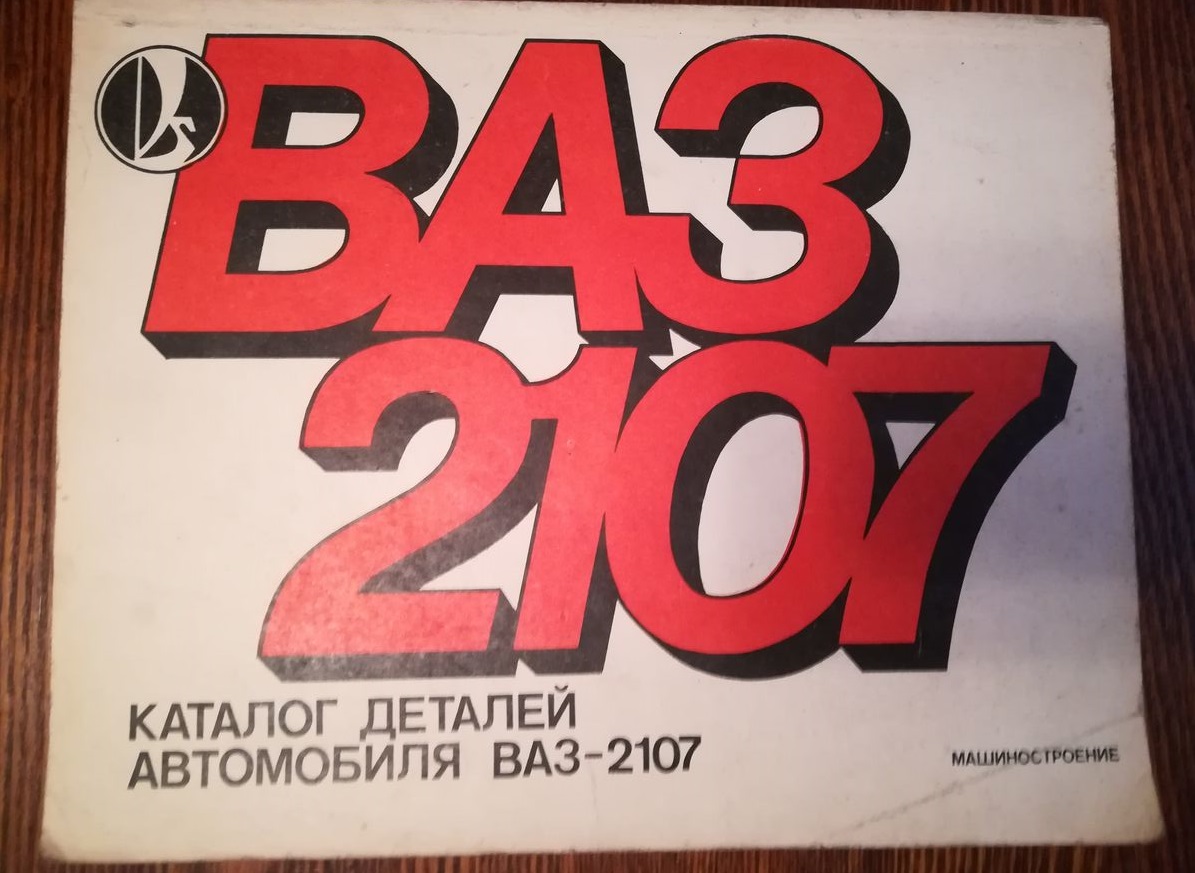 ВАЗ
2107
КАТАЛОГ ДЕТАЛЕЙ
АВТОМОБИЛЯ ВАЗ-2107
МАШИНОСТРОЕНИЕ